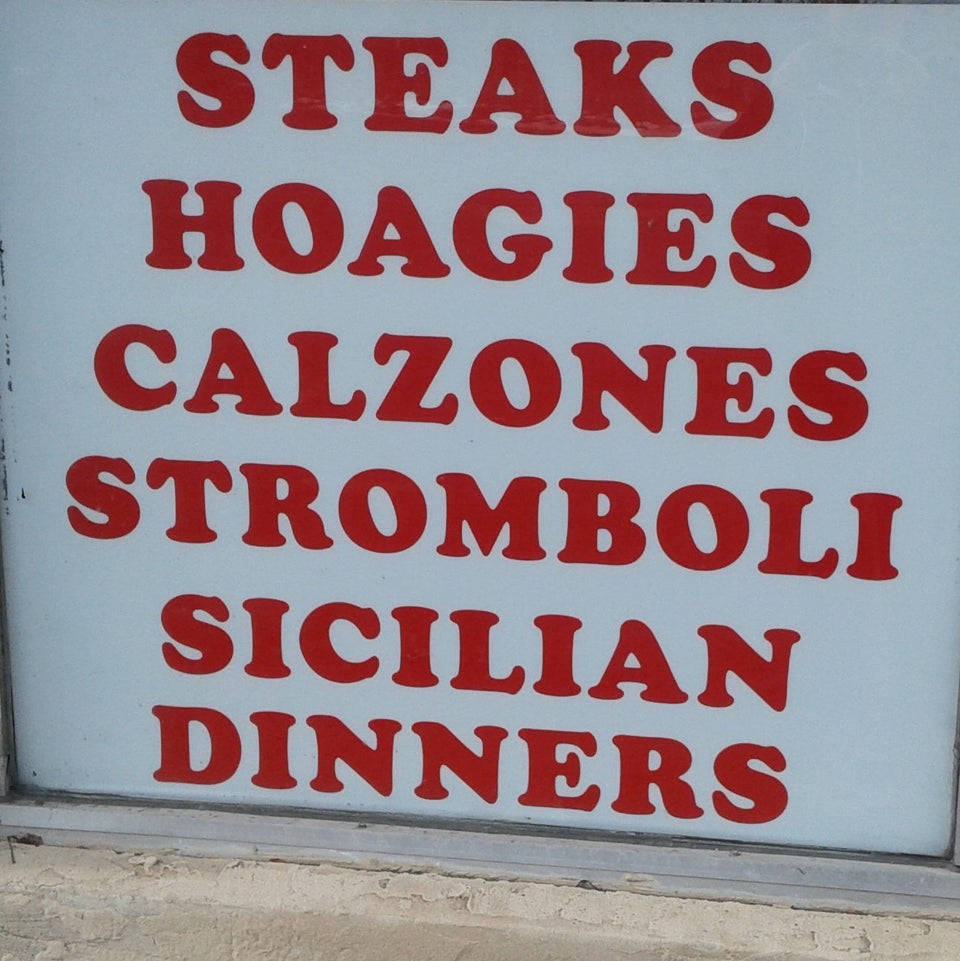 STEAKS
HOAGIES
CALZONES
STROMBOLI
SICILIAN
DINNERS